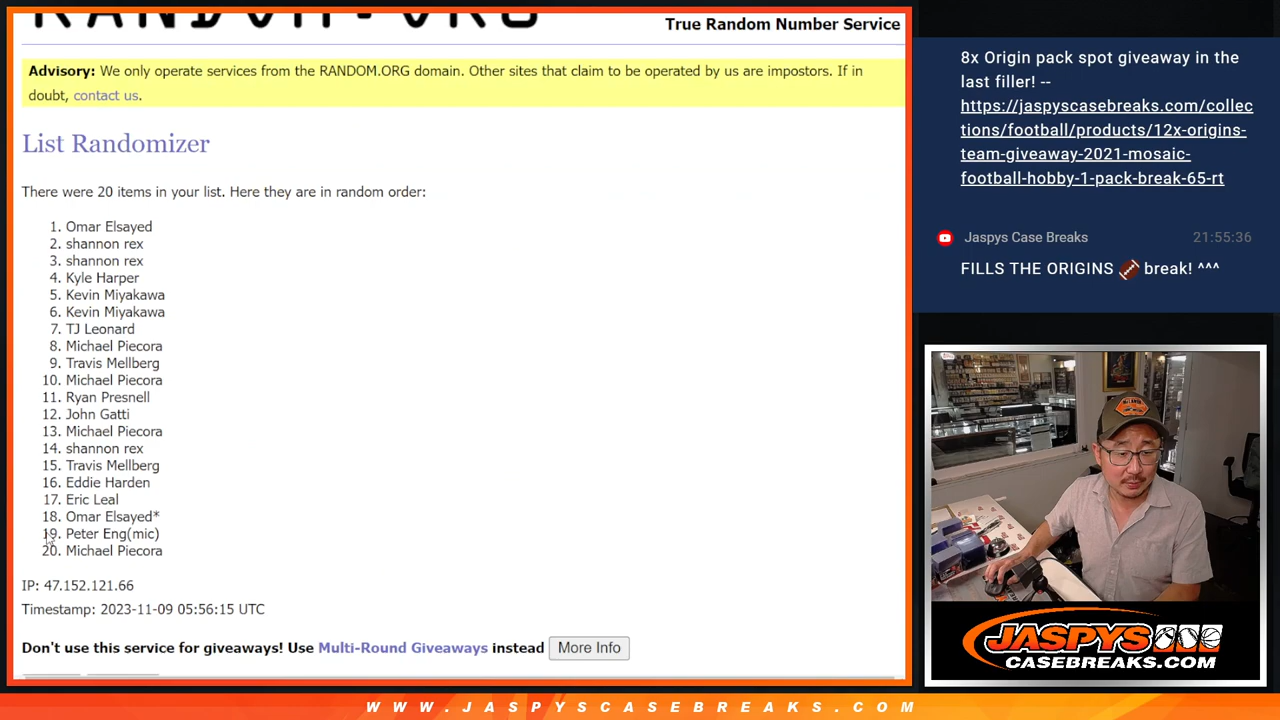 RANDOM.ORG
True Random Number Service
Advisory: We only operate services from the RANDOM.ORG domain. Other sites that claim to be operated by us are impostors. If in
doubt, contact us.
List Randomizer
There were 20 items in your list. Here they are in random order:
1. Omar Elsayed
2. shannon rex
3. shannon rex
4. Kyle Harper
5. Kevin Miyakawa
6. Kevin Miyakawa
7. TJ Leonard
8. Michael Piecora
9. Travis Mellberg
10. Michael Piecora
11. Ryan Presnell
12. John Gatti
13. Michael Piecora
14. shannon rex
15. Travis Mellberg
16. Eddie Harden
17. Eric Leal
18. Omar Elsayed*
19. Peter Eng(mic)
20. Michael Piecora
IP: 47.152.121.66
Timestamp: 2023-11-09 05:56:15 UTC
Don't use this service for giveaways! Use Multi-Round Giveaways instead More Info
8x Origin pack spot giveaway in the
last filler! --
https://jaspyscasebreaks.com/collec
tions/football/products/12x-origins-
team-giveaway-2021-mosaic-
football-hobby-1-pack-break-65-rt
Jaspys Case Breaks 21:55:36
FILLS THE ORIGINS 🏈 break! ^^^
JASPYS
CASEBREAKS.COM
WWW.JASPYSCASEBREAKS.COM